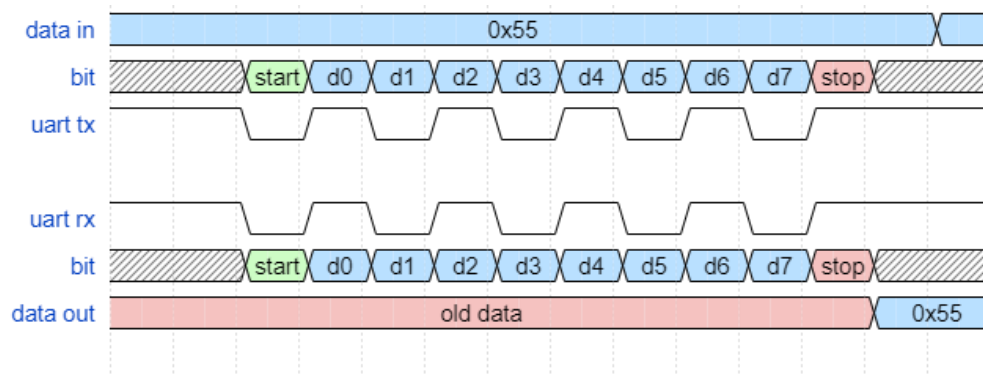 data in 0x55
bit start d0 d1 d2 d3 d4 d5 d6 d7 stop
uart tx
uart rx
bit start d0 d1 d2 d3 d4 d5 d6 d7 stop
data out old data 0x55